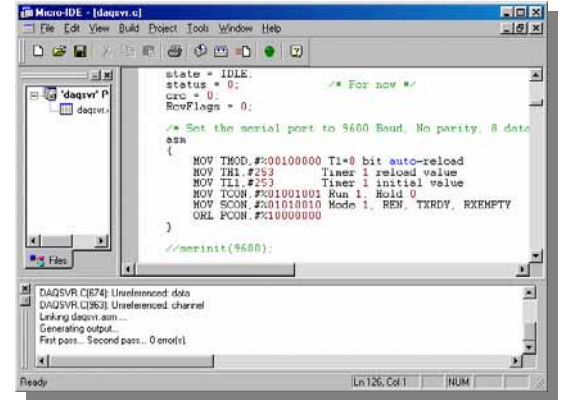 Micro-IDE - [daqsvr.c]
File Edit View Build Project Tools Window Help
'daqsvr' P
daqsvr.
Files
state = IDLE;
status = 0; /* For now */
crc = 0;
RcvFlags = 0;
/* Set the serial port to 9600 Baud, No parity, 8 data
asm
{
MOV TMOD,#%00100000 T1=8 bit auto-reload
MOV TH1,#253 Timer 1 reload value
MOV TL1,#253 Timer 1 initial value
MOV TCON,#%01001001 Run 1, Hold 0
MOV SCON,#%01010010 Mode 1, REN, TXRDY, RXEMPTY
ORL PCON,#%10000000
}
//serinit(9600);
DAQSVR.C(674): Unreferenced: data
DAQSVR.C(963): Unreferenced: channel
Linking daqsvr.asm ...
Generating output...
First pass... Second pass... 0 error(s).
Ready Ln 126, Col 1 NUM